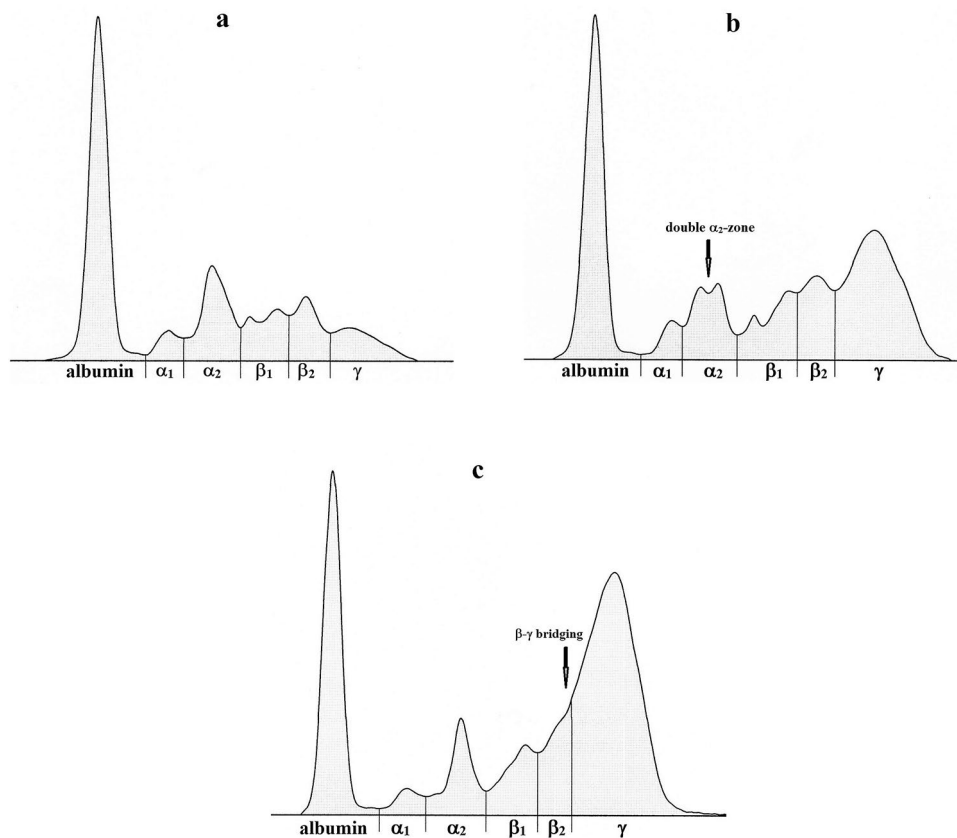 a
albumin α₁ α₂ β₁ β₂ γ
b
double α₂-zone
albumin α₁ α₂ β₁ β₂ γ
c
β-γ bridging
albumin α₁ α₂ β₁ β₂ γ